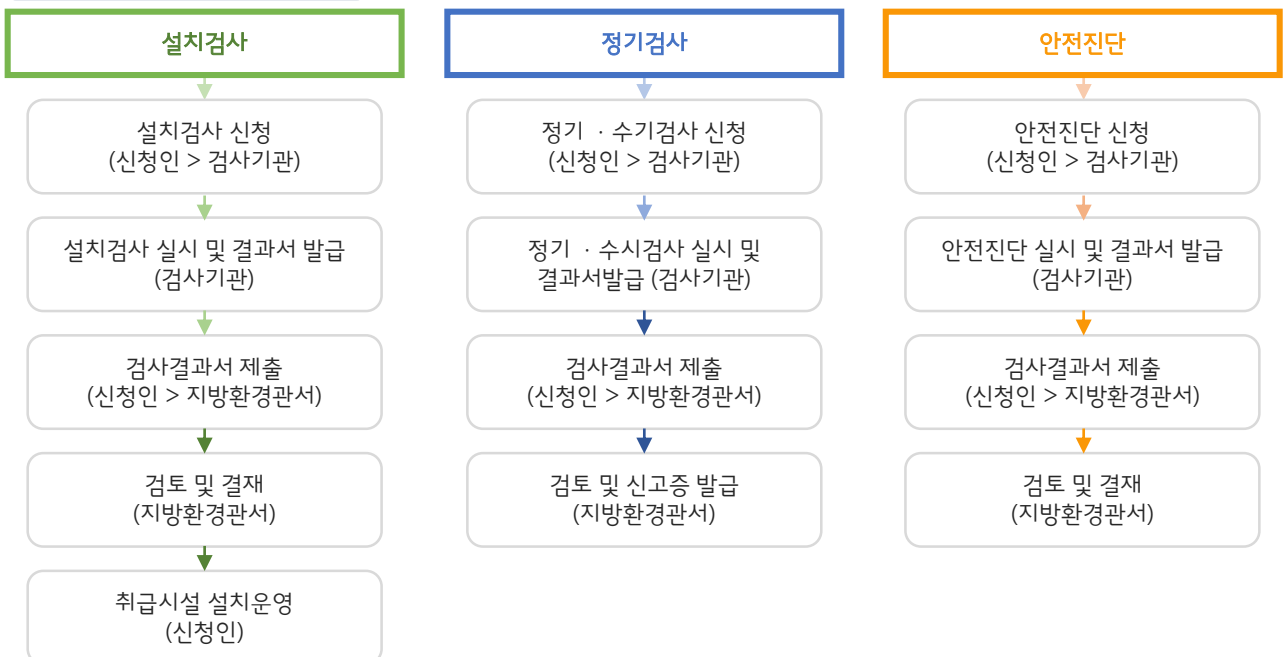 설치검사
설치검사 신청
(신청인 > 검사기관)
설치검사 실시 및 결과서 발급
(검사기관)
검사결과서 제출
(신청인 > 지방환경관서)
검토 및 결재
(지방환경관서)
취급시설 설치운영
(신청인)
정기검사
정기 · 수기검사 신청
(신청인 > 검사기관)
정기 · 수시검사 실시 및
결과서발급 (검사기관)
검사결과서 제출
(신청인 > 지방환경관서)
검토 및 신고증 발급
(지방환경관서)
안전진단
안전진단 신청
(신청인 > 검사기관)
안전진단 실시 및 결과서 발급
(검사기관)
검사결과서 제출
(신청인 > 지방환경관서)
검토 및 결재
(지방환경관서)